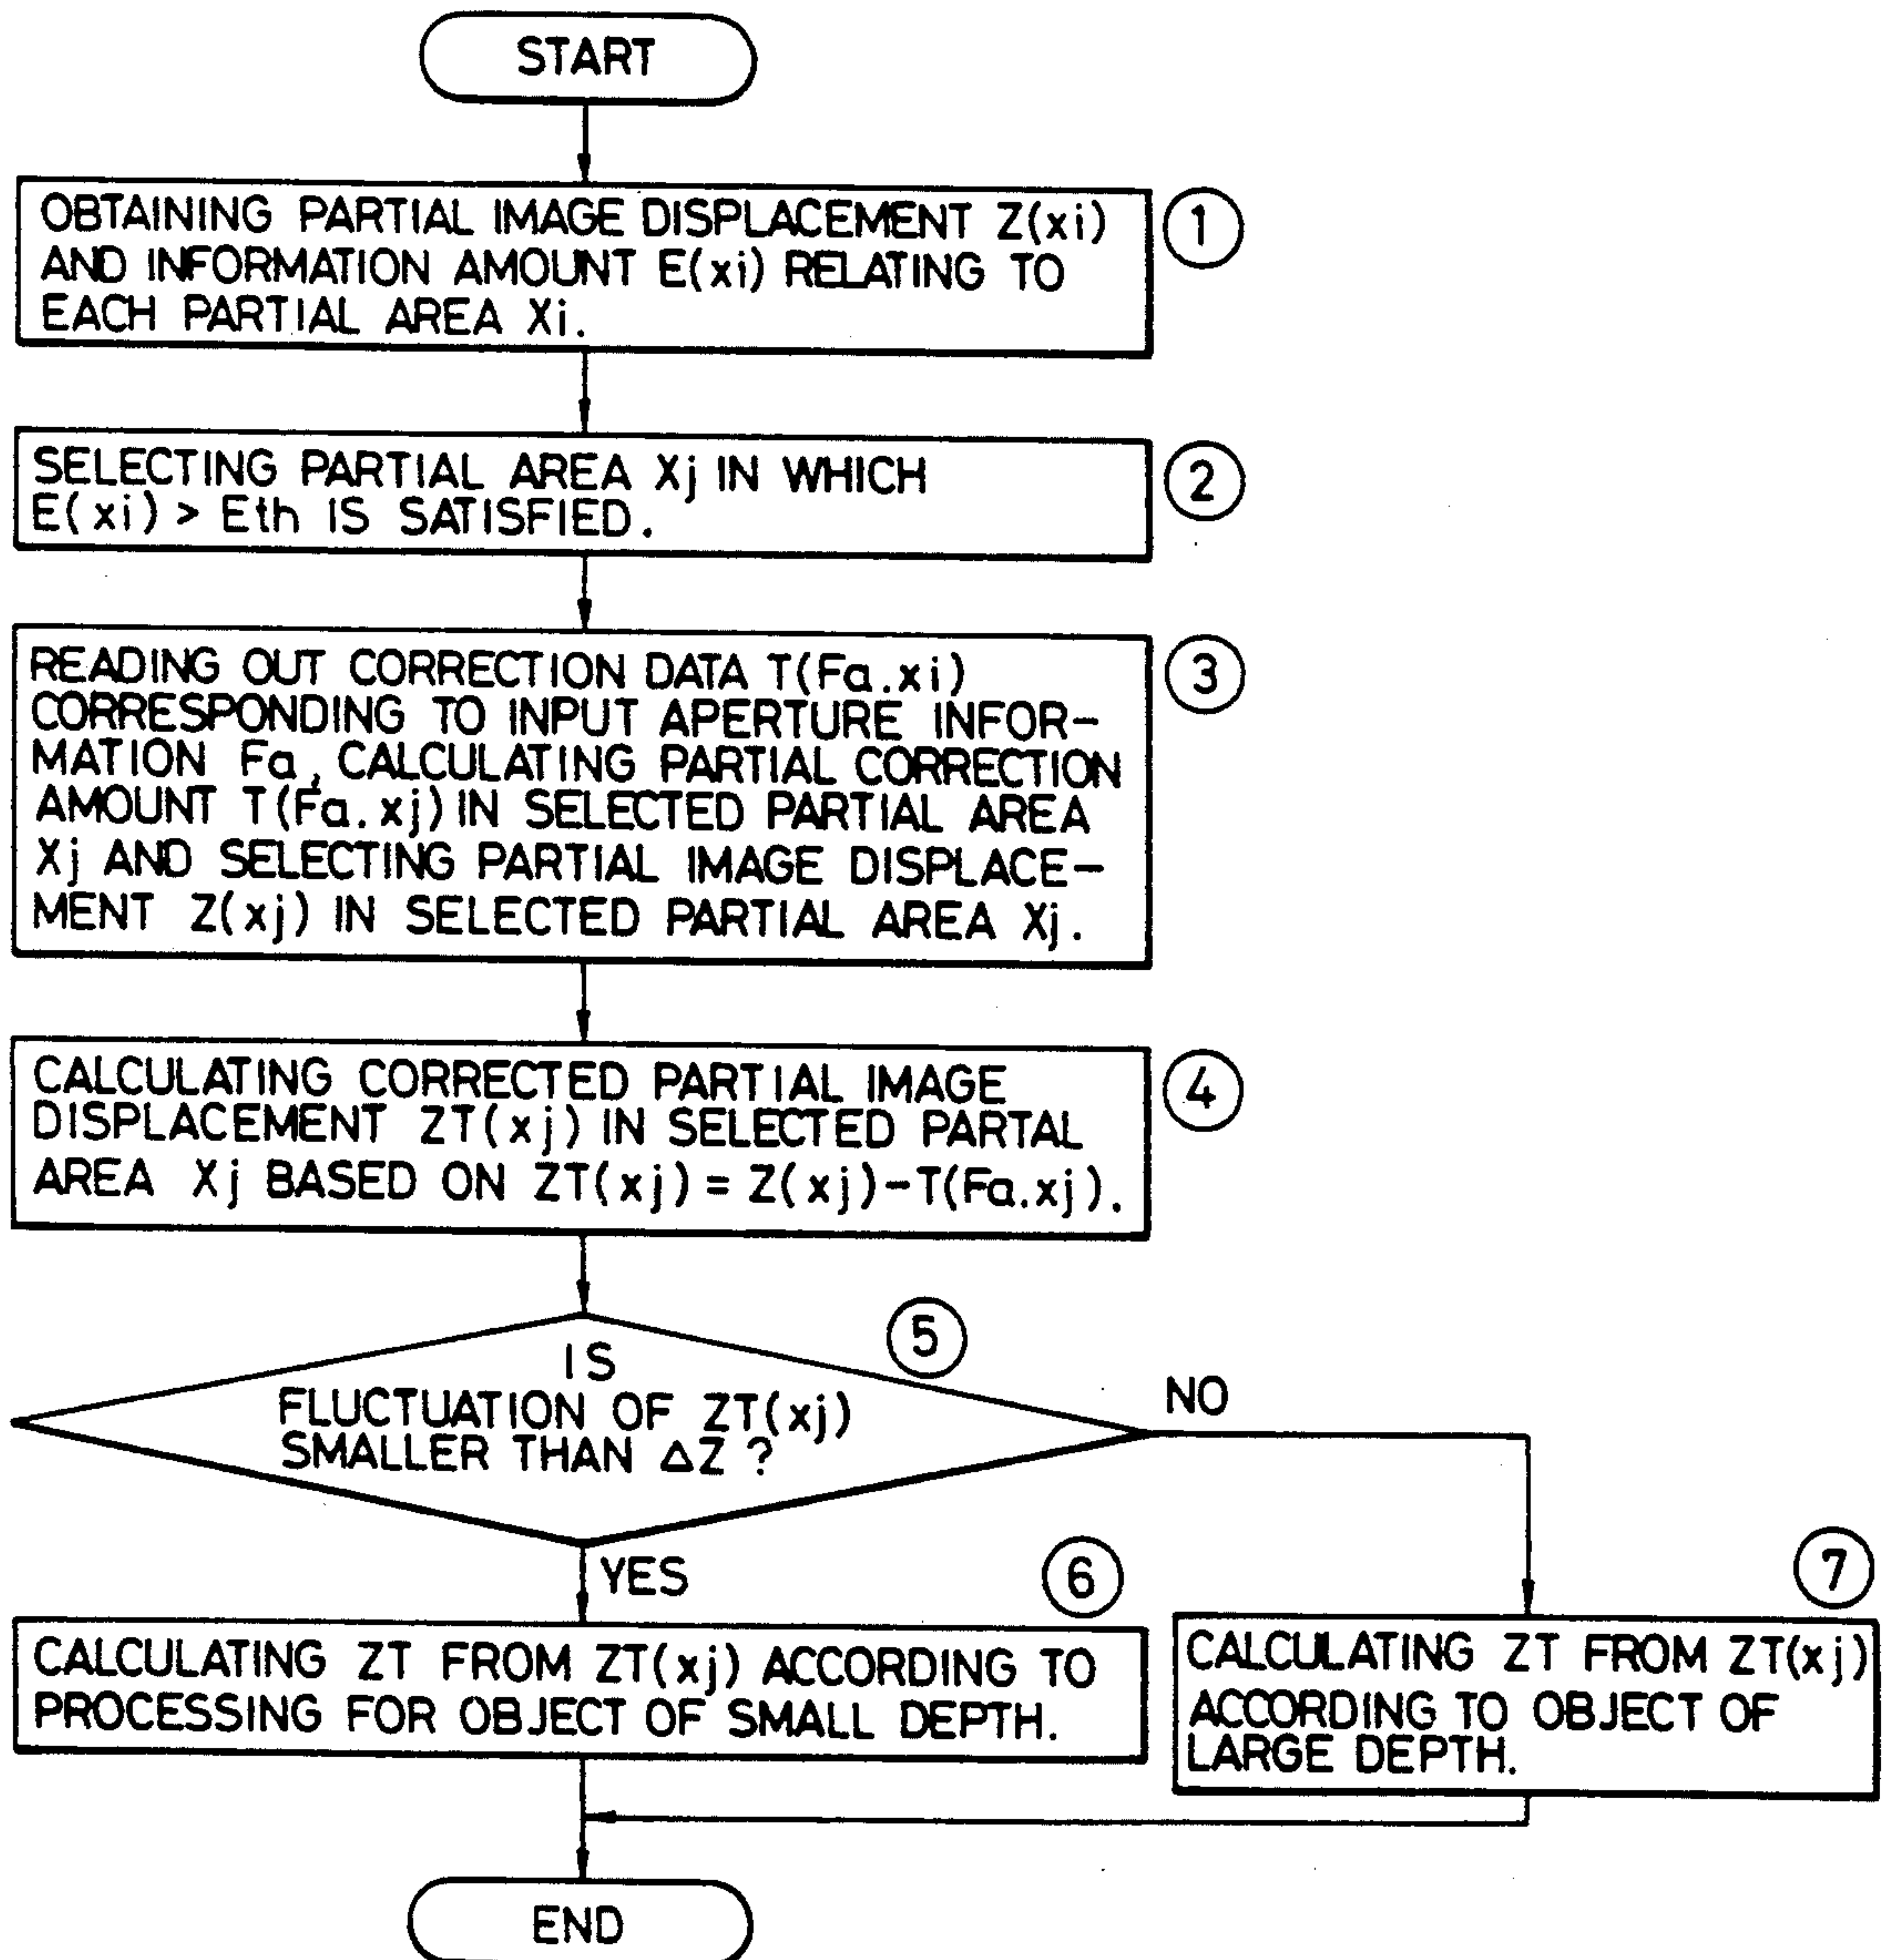 START
OBTAINING PARTIAL IMAGE DISPLACEMENT Z(xi)
AND INFORMATION AMOUNT E(xi) RELATING TO
EACH PARTIAL AREA Xi.
1
SELECTING PARTIAL AREA Xj IN WHICH
E(xi) > Eth IS SATISFIED.
2
READING OUT CORRECTION DATA T(Fa.xi)
CORRESPONDING TO INPUT APERTURE INFOR-
MATION Fa, CALCULATING PARTIAL CORRECTION
AMOUNT T(Fa.xj) IN SELECTED PARTIAL AREA
Xj AND SELECTING PARTIAL IMAGE DISPLACE-
MENT Z(xj) IN SELECTED PARTIAL AREA Xj.
3
CALCULATING CORRECTED PARTIAL IMAGE
DISPLACEMENT ZT(xj) IN SELECTED PARTAL
AREA Xj BASED ON ZT(xj) = Z(xj)-T(Fa.xj).
4
5
IS
FLUCTUATION OF ZT(xj)
SMALLER THAN ΔZ ?
NO
YES
6
CALCULATING ZT FROM ZT(xj) ACCORDING TO
PROCESSING FOR OBJECT OF SMALL DEPTH.
7
CALCULATING ZT FROM ZT(xj)
ACCORDING TO OBJECT OF
LARGE DEPTH.
END